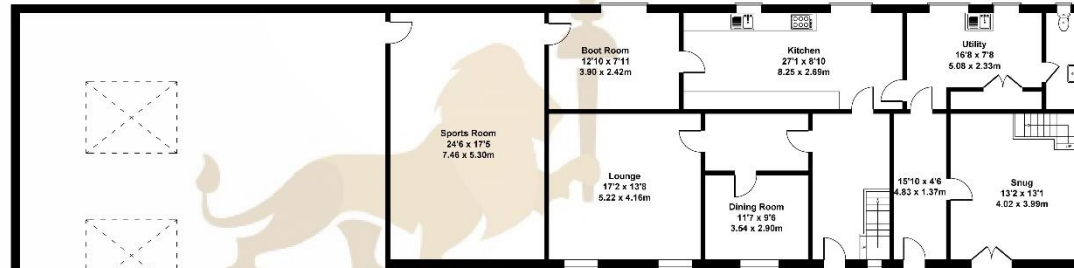 Boot Room
12'10 x 7'11
3.90 x 2.42m
Kitchen
27'1 x 8'10
8.25 x 2.69m
Utility
16'8 x 7'8
5.08 x 2.33m
Sports Room
24'6 x 17'5
7.46 x 5.30m
Lounge
17'2 x 13'8
5.22 x 4.16m
Dining Room
11'7 x 9'6
3.54 x 2.90m
15'10 x 4'6
4.83 x 1.37m
Snug
13'2 x 13'1
4.02 x 3.99m